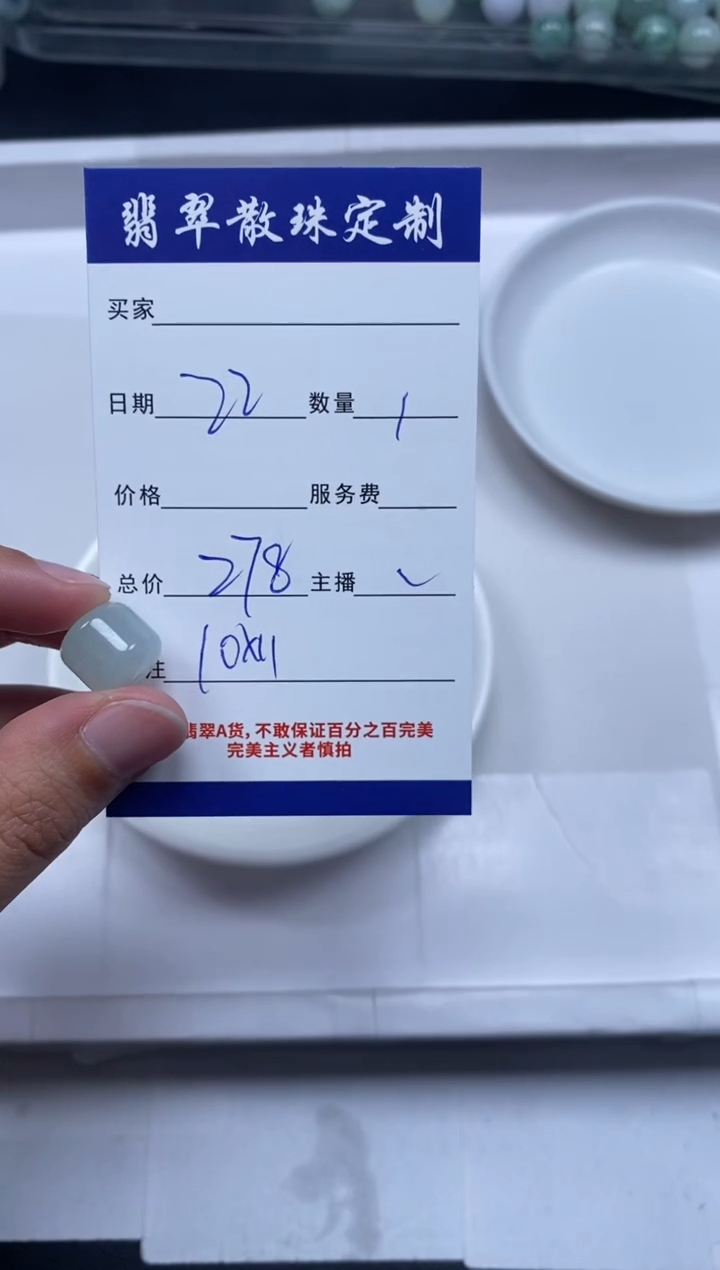 翡翠散珠定制
买家
日期 22 数量 1
价格 服务费
总价 278 主播 ✓
注 10x11
翡翠A货,不敢保证百分之百完美
完美主义者慎拍